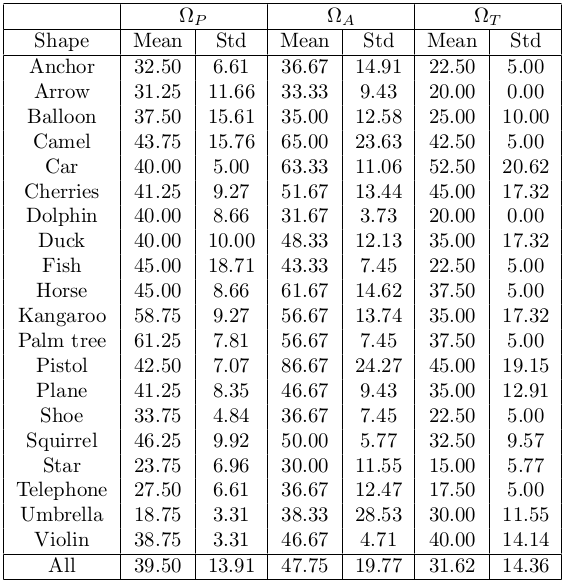 Ω_P Ω_A Ω_T
Shape Mean Std Mean Std Mean Std
Anchor 32.50 6.61 36.67 14.91 22.50 5.00
Arrow 31.25 11.66 33.33 9.43 20.00 0.00
Balloon 37.50 15.61 35.00 12.58 25.00 10.00
Camel 43.75 15.76 65.00 23.63 42.50 5.00
Car 40.00 5.00 63.33 11.06 52.50 20.62
Cherries 41.25 9.27 51.67 13.44 45.00 17.32
Dolphin 40.00 8.66 31.67 3.73 20.00 0.00
Duck 40.00 10.00 48.33 12.13 35.00 17.32
Fish 45.00 18.71 43.33 7.45 22.50 5.00
Horse 45.00 8.66 61.67 14.62 37.50 5.00
Kangaroo 58.75 9.27 56.67 13.74 35.00 17.32
Palm tree 61.25 7.81 56.67 7.45 37.50 5.00
Pistol 42.50 7.07 86.67 24.27 45.00 19.15
Plane 41.25 8.35 46.67 9.43 35.00 12.91
Shoe 33.75 4.84 36.67 7.45 22.50 5.00
Squirrel 46.25 9.92 50.00 5.77 32.50 9.57
Star 23.75 6.96 30.00 11.55 15.00 5.77
Telephone 27.50 6.61 36.67 12.47 17.50 5.00
Umbrella 18.75 3.31 38.33 28.53 30.00 11.55
Violin 38.75 3.31 46.67 4.71 40.00 14.14
All 39.50 13.91 47.75 19.77 31.62 14.36